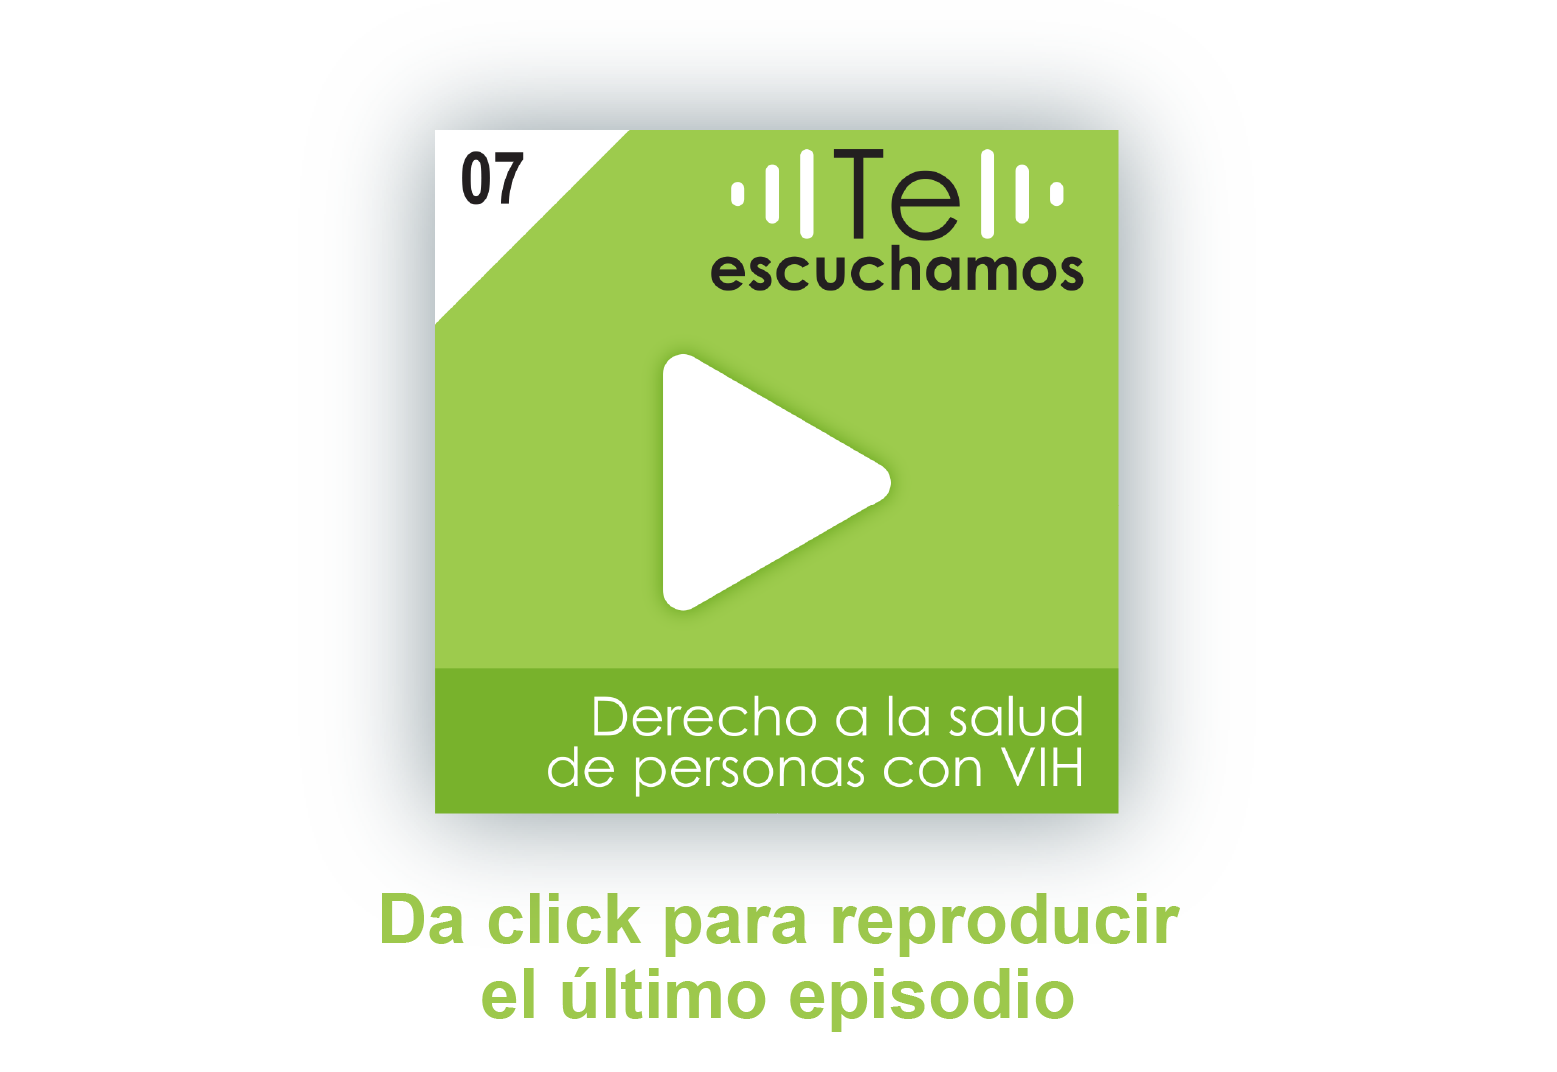 07
Te
escuchamos
Derecho a la salud
de personas con VIH
Da click para reproducir
el último episodio